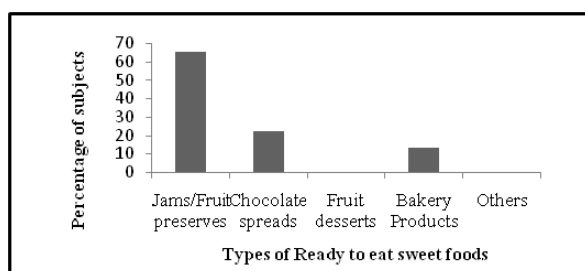 Percentage of subjects
70
60
50
40
30
20
10
0
Jams/Fruit preserves
Chocolate spreads
Fruit desserts
Bakery Products
Others
Types of Ready to eat sweet foods